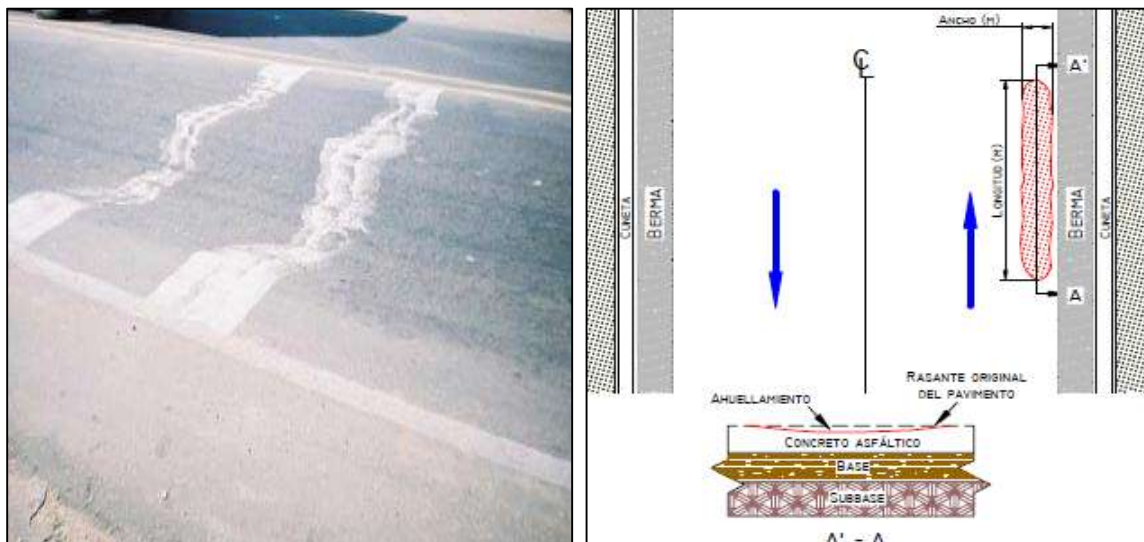 ANCHO (M)
℄
A'
LONGITUD (M)
CUNETA
BERMA
BERMA
CUNETA
A
RASANTE ORIGINAL
DEL PAVIMENTO
AHUELLAMIENTO
CONCRETO ASFÁLTICO
BASE
SUBBASE
A' - A